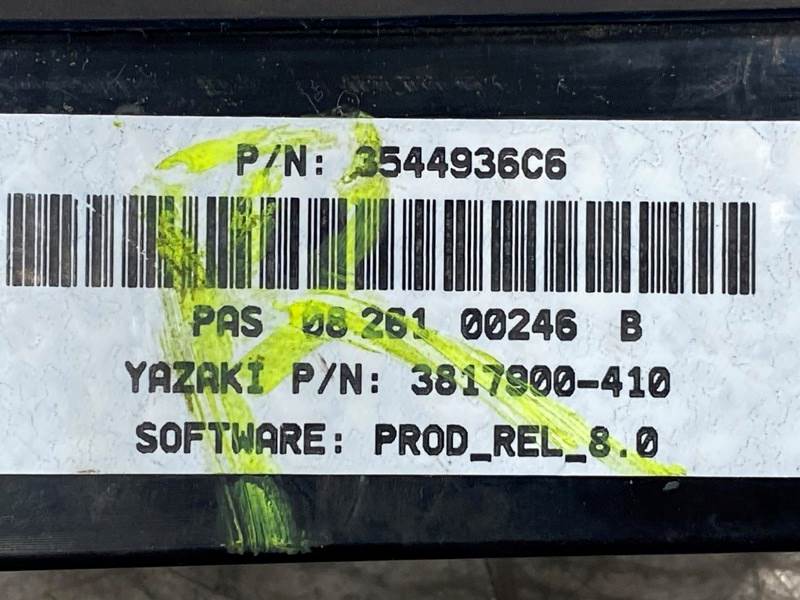 P/N: 3544936C6
PAS 08 261 00246 B
YAZAKI P/N: 3817900-410
SOFTWARE: PROD_REL_8.0